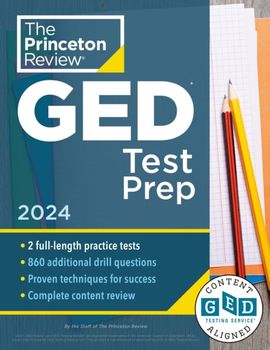 The
Princeton
Review®
GED®
Test
Prep
2024
• 2 full-length practice tests
• 860 additional drill questions
• Proven techniques for success
• Complete content review
By the Staff of The Princeton Review
CONTENT
GED®
TESTING SERVICE
ALIGNED